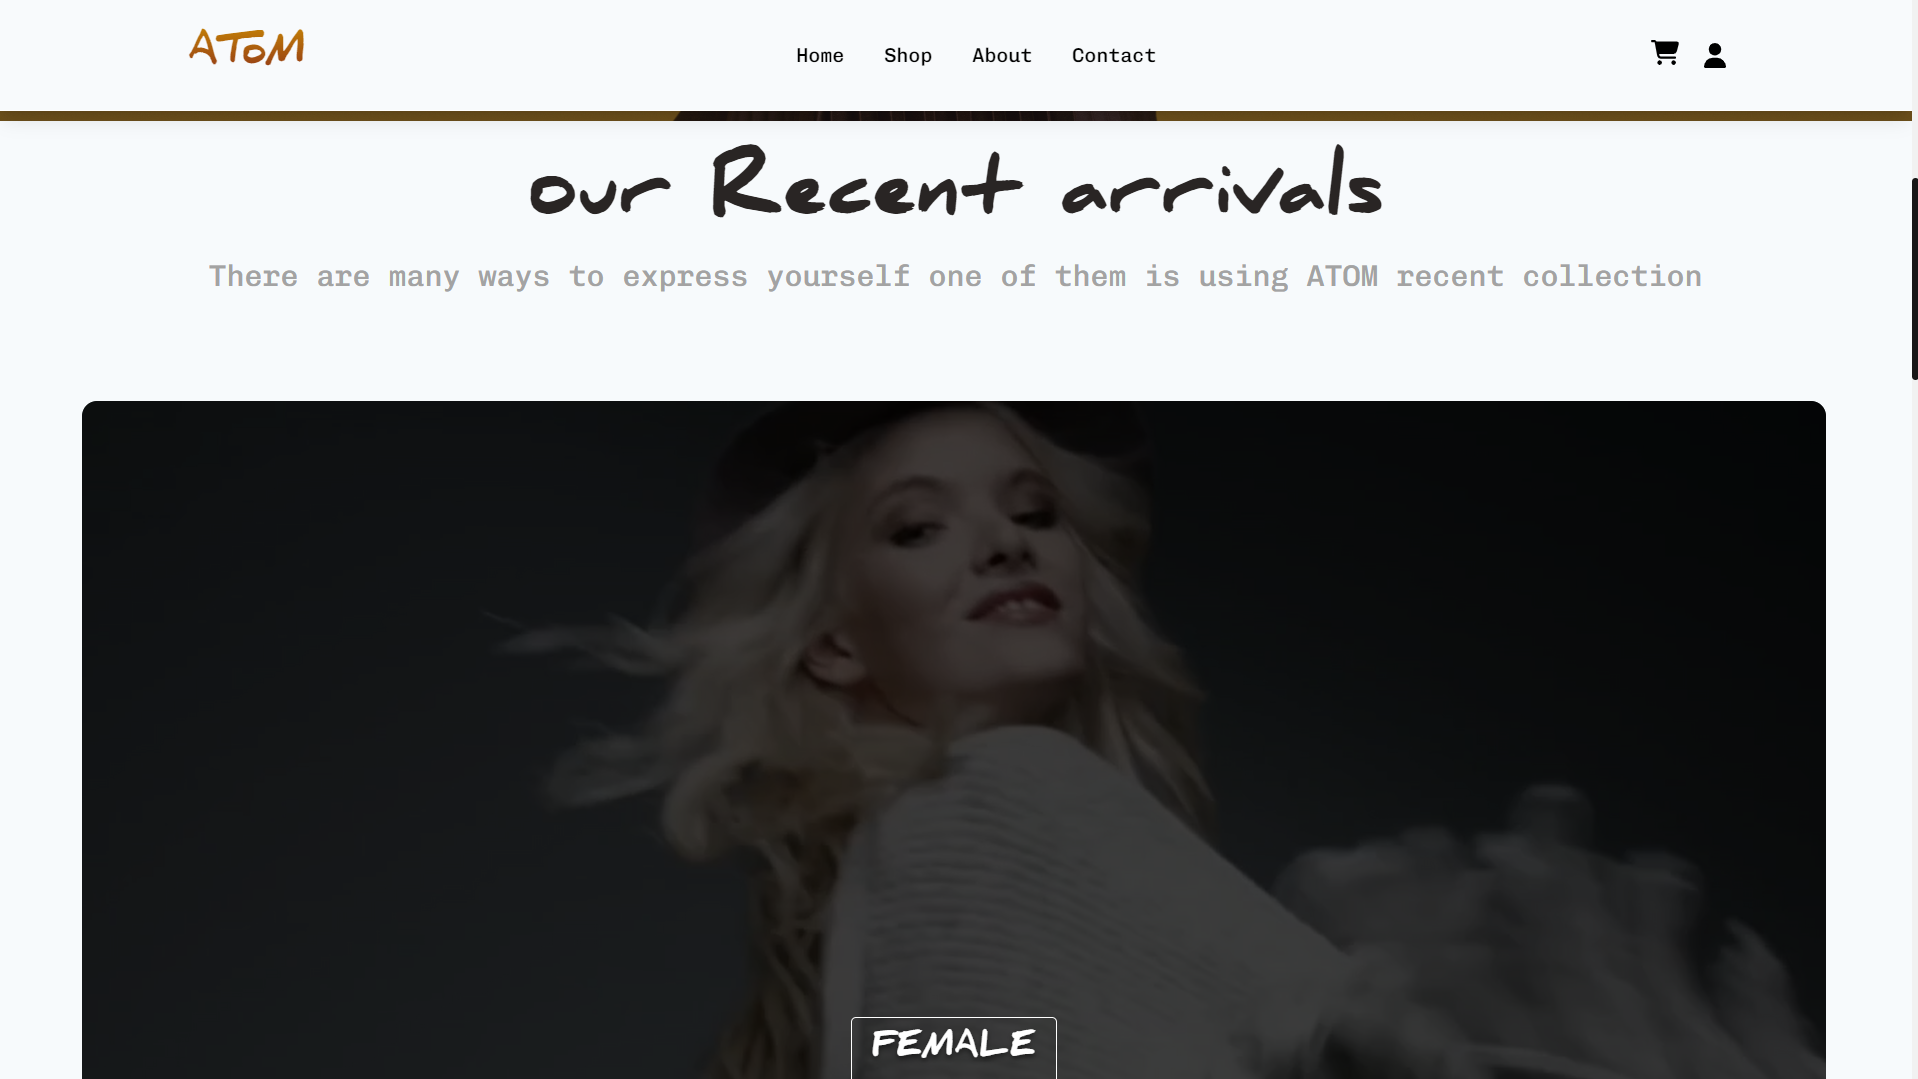 ATOM
Home Shop About Contact
our Recent arrivals
There are many ways to express yourself one of them is using ATOM recent collection
FEMALE